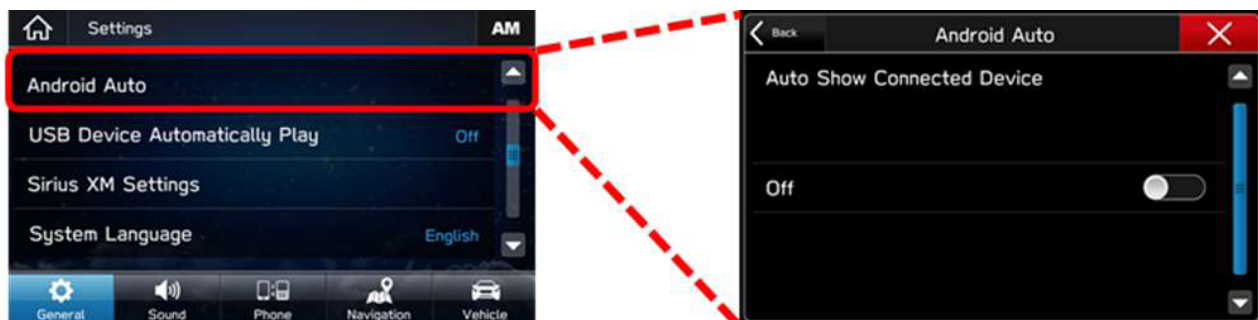 Settings
AM
Android Auto
USB Device Automatically Play Off
Sirius XM Settings
System Language English
General Sound Phone Navigation Vehicle
Back
Android Auto
Auto Show Connected Device
Off